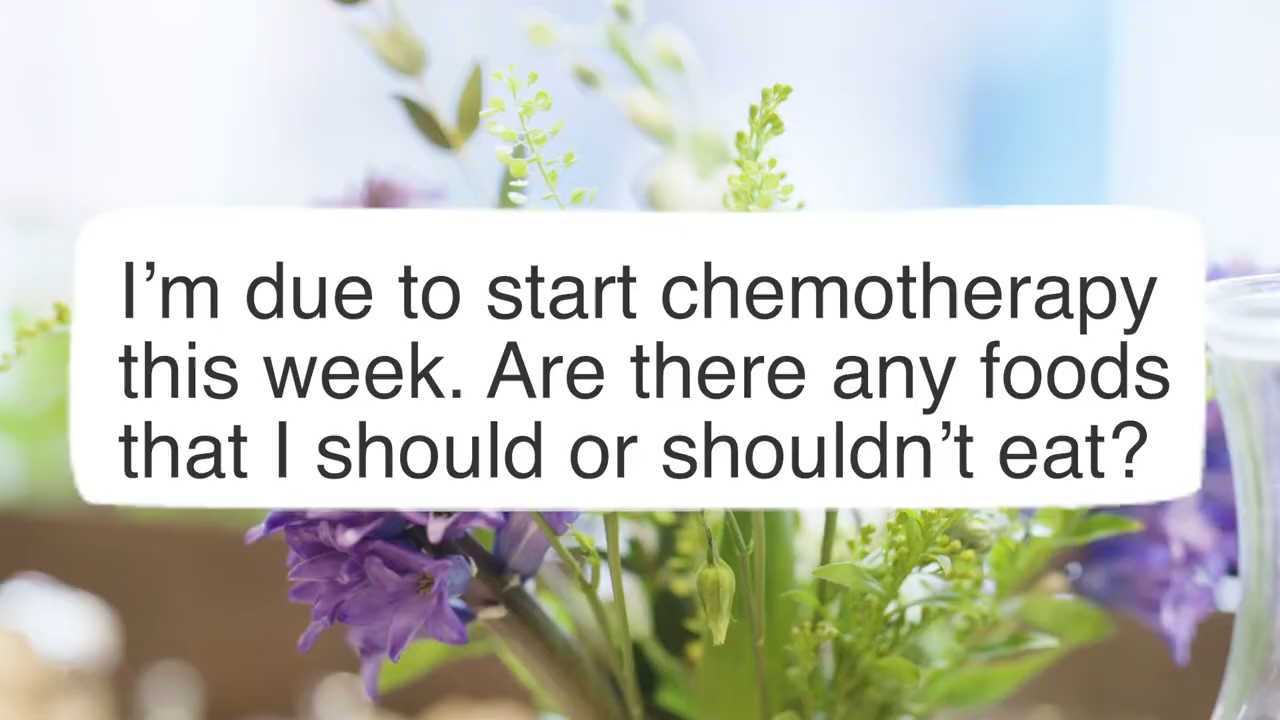 I’m due to start chemotherapy
this week. Are there any foods
that I should or shouldn’t eat?